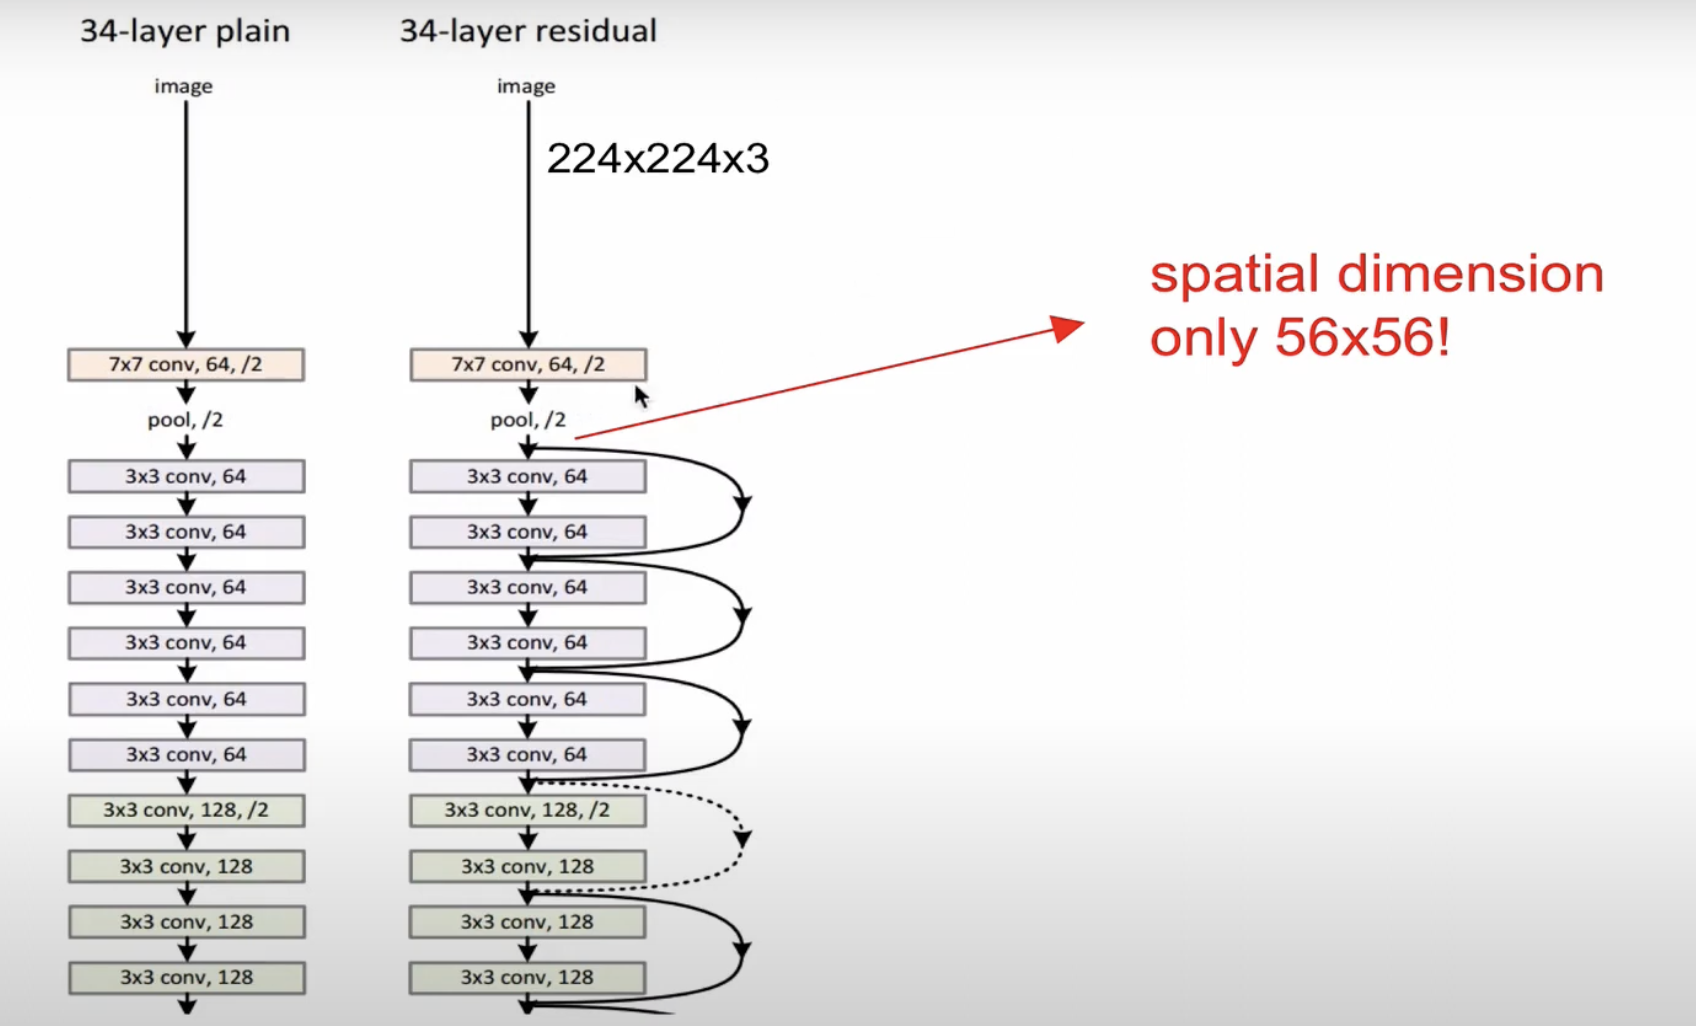 34-layer plain
34-layer residual
image
image
224x224x3
spatial dimension
only 56x56!
7x7 conv, 64, /2
7x7 conv, 64, /2
pool, /2
pool, /2
3x3 conv, 64
3x3 conv, 64
3x3 conv, 64
3x3 conv, 64
3x3 conv, 64
3x3 conv, 64
3x3 conv, 64
3x3 conv, 64
3x3 conv, 64
3x3 conv, 64
3x3 conv, 64
3x3 conv, 64
3x3 conv, 128, /2
3x3 conv, 128, /2
3x3 conv, 128
3x3 conv, 128
3x3 conv, 128
3x3 conv, 128
3x3 conv, 128
3x3 conv, 128